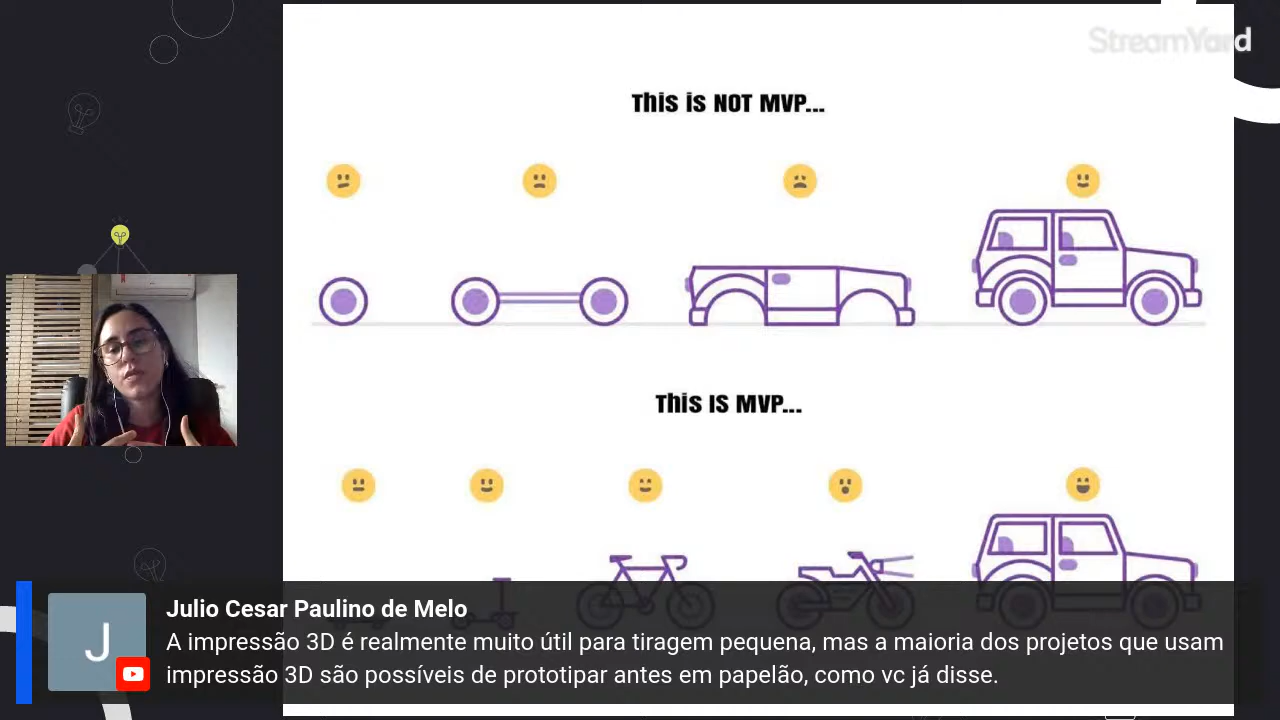 StreamYard
This is NOT MVP...
This IS MVP...
J
Julio Cesar Paulino de Melo
A impressão 3D é realmente muito útil para tiragem pequena, mas a maioria dos projetos que usam
impressão 3D são possíveis de prototipar antes em papelão, como vc já disse.